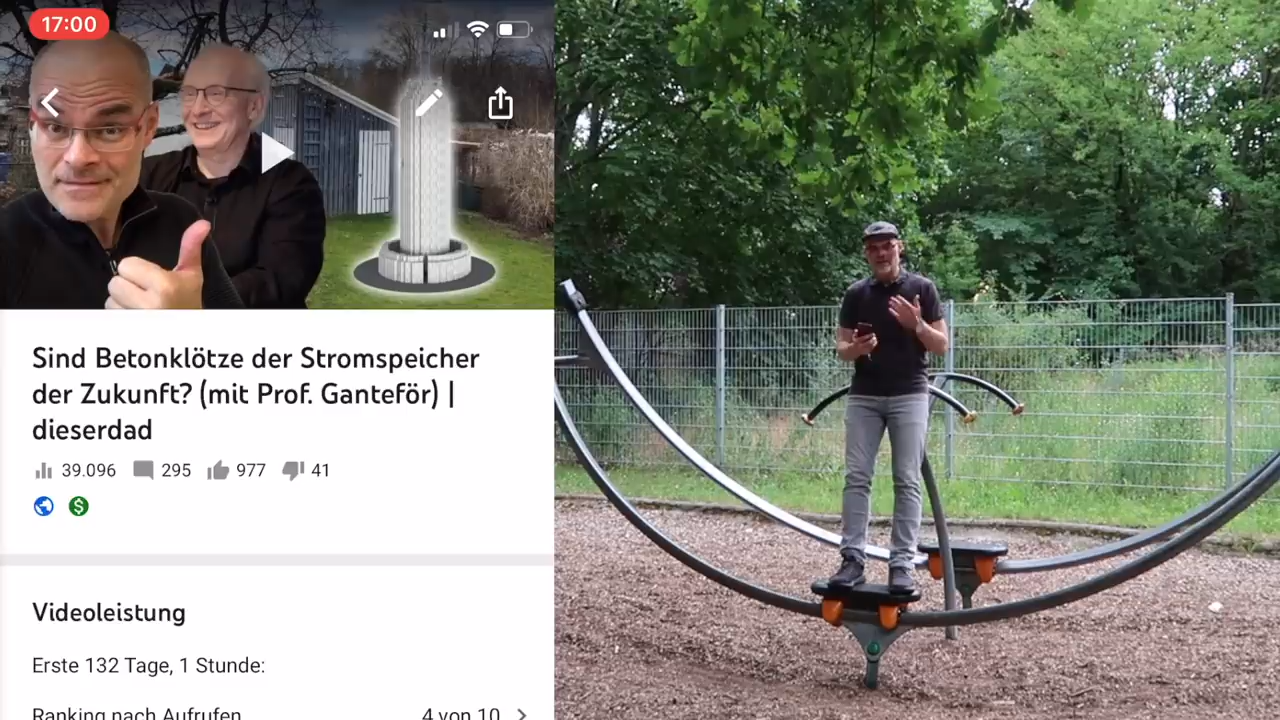 17:00
Sind Betonklötze der Stromspeicher
der Zukunft? (mit Prof. Ganteför) |
dieserdad
39.096 295 977 41
Videoleistung
Erste 132 Tage, 1 Stunde:
Ranking nach Aufrufen 4 von 10